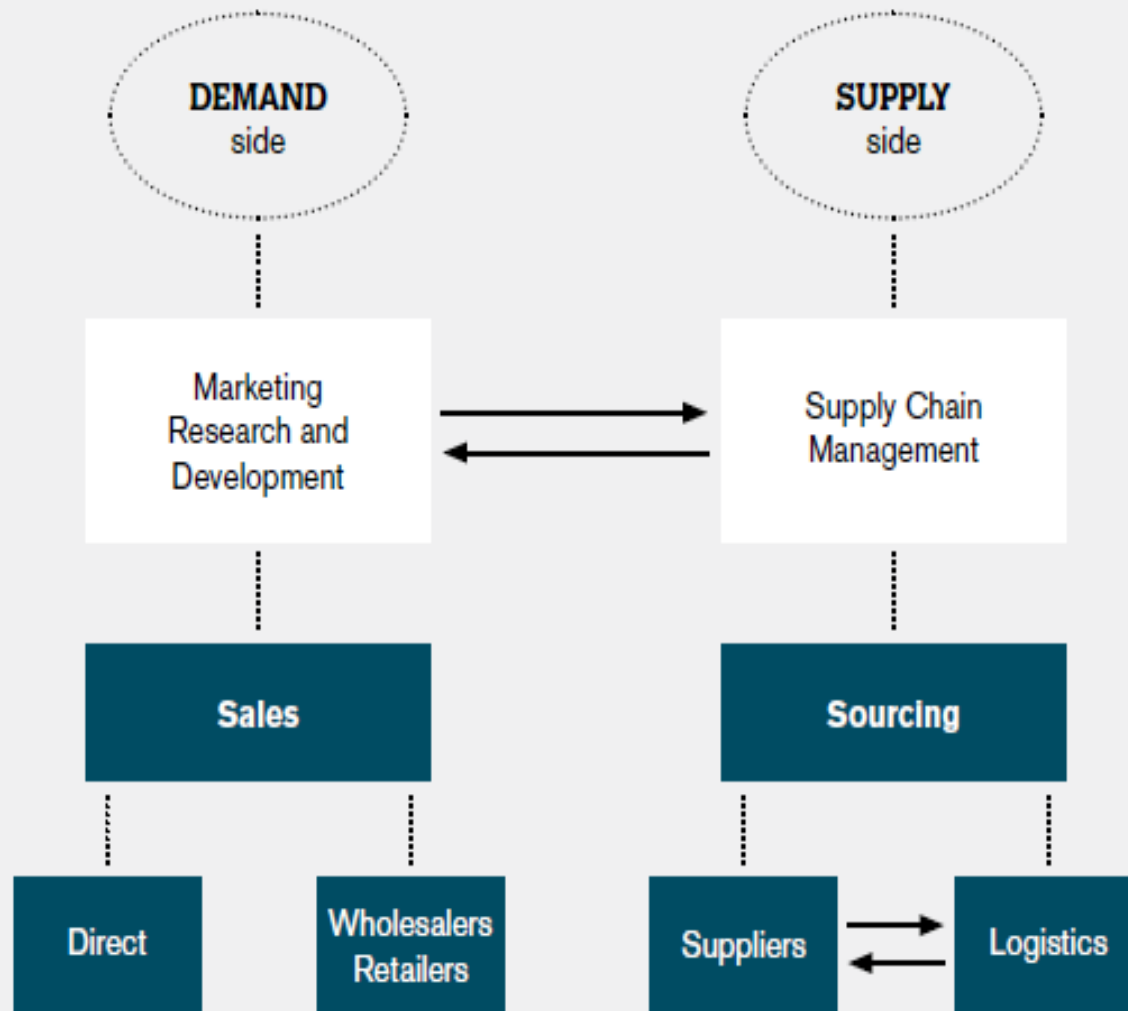 DEMAND
side
SUPPLY
side
Marketing
Research and
Development
Supply Chain
Management
Sales
Sourcing
Direct
Wholesalers
Retailers
Suppliers
Logistics